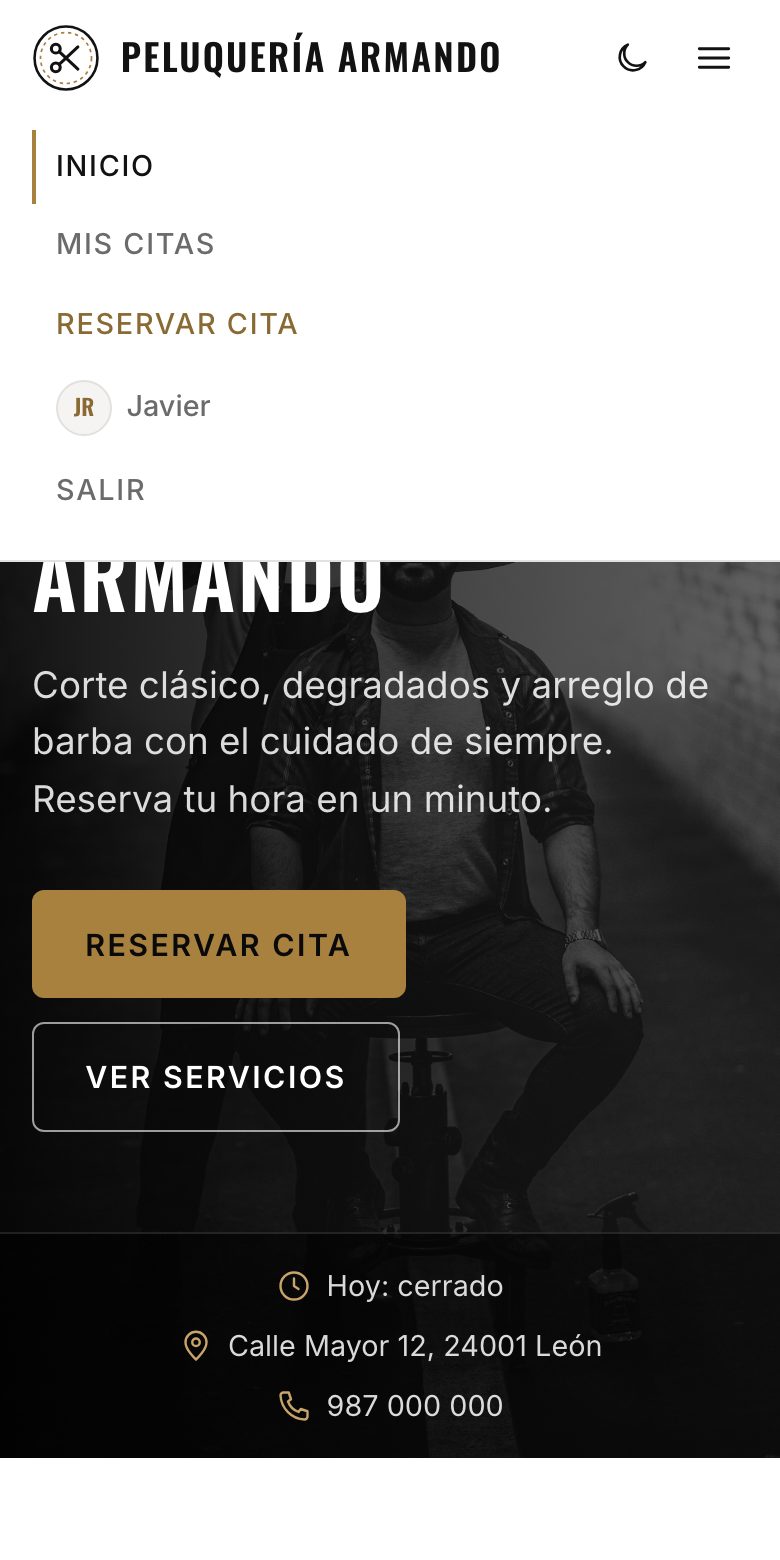 PELUQUERÍA ARMANDO
INICIO
MIS CITAS
RESERVAR CITA
JR Javier
SALIR
ARMANDO
Corte clásico, degradados y arreglo de
barba con el cuidado de siempre.
Reserva tu hora en un minuto.
RESERVAR CITA
VER SERVICIOS
Hoy: cerrado
Calle Mayor 12, 24001 León
987 000 000